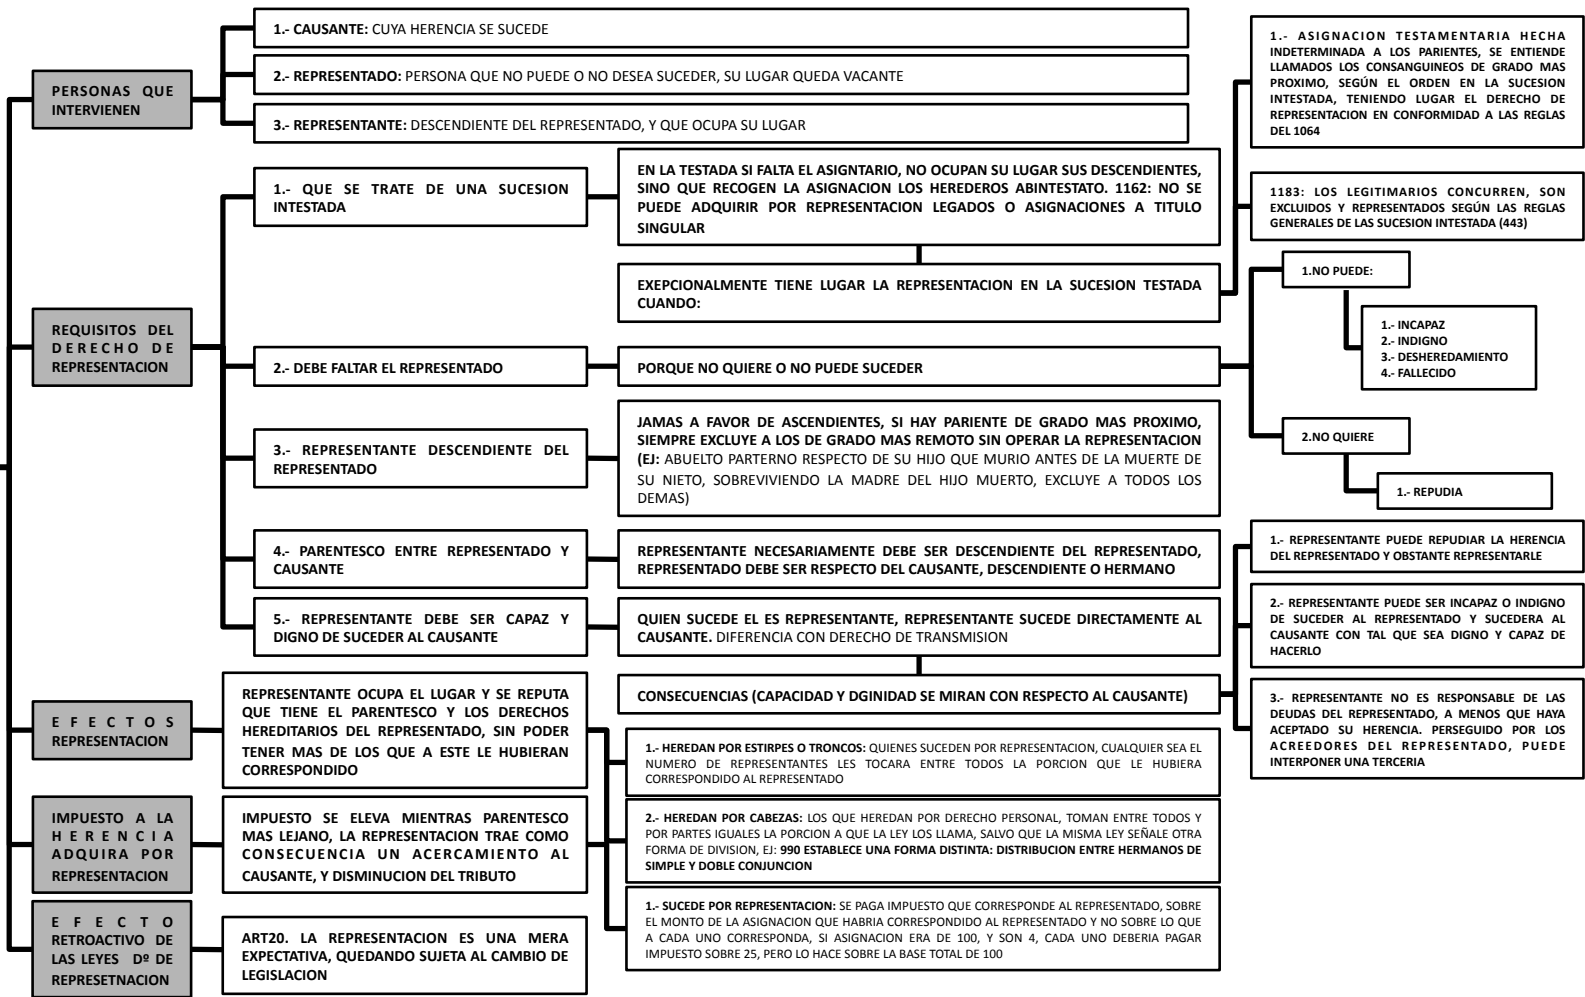 PERSONAS QUE
INTERVIENEN
1.- CAUSANTE: CUYA HERENCIA SE SUCEDE
2.- REPRESENTADO: PERSONA QUE NO PUEDE O NO DESEA SUCEDER, SU LUGAR QUEDA VACANTE
3.- REPRESENTANTE: DESCENDIENTE DEL REPRESENTADO, Y QUE OCUPA SU LUGAR
REQUISITOS DEL
DERECHO DE
REPRESENTACION
1.- QUE SE TRATE DE UNA SUCESION
INTESTADA
EN LA TESTADA SI FALTA EL ASIGNTARIO, NO OCUPAN SU LUGAR SUS DESCENDIENTES,
SINO QUE RECOGEN LA ASIGNACION LOS HEREDEROS ABINTESTATO. 1162: NO SE
PUEDE ADQUIRIR POR REPRESENTACION LEGADOS O ASIGNACIONES A TITULO
SINGULAR
EXEPCIONALMENTE TIENE LUGAR LA REPRESENTACION EN LA SUCESION TESTADA
CUANDO:
1.- ASIGNACION TESTAMENTARIA HECHA
INDETERMINADA A LOS PARIENTES, SE ENTIENDE
LLAMADOS LOS CONSANGUINEOS DE GRADO MAS
PROXIMO, SEGÚN EL ORDEN EN LA SUCESION
INTESTADA, TENIENDO LUGAR EL DERECHO DE
REPRESENTACION EN CONFORMIDAD A LAS REGLAS
DEL 1064
1183: LOS LEGITIMARIOS CONCURREN, SON
EXCLUIDOS Y REPRESENTADOS SEGÚN LAS REGLAS
GENERALES DE LAS SUCESION INTESTADA (443)
2.- DEBE FALTAR EL REPRESENTADO
PORQUE NO QUIERE O NO PUEDE SUCEDER
1.NO PUEDE:
1.- INCAPAZ
2.- INDIGNO
3.- DESHEREDAMIENTO
4.- FALLECIDO
2.NO QUIERE
1.- REPUDIA
3.- REPRESENTANTE DESCENDIENTE DEL
REPRESENTADO
JAMAS A FAVOR DE ASCENDIENTES, SI HAY PARIENTE DE GRADO MAS PROXIMO,
SIEMPRE EXCLUYE A LOS DE GRADO MAS REMOTO SIN OPERAR LA REPRESENTACION
(EJ: ABUELTO PARTERNO RESPECTO DE SU HIJO QUE MURIO ANTES DE LA MUERTE DE
SU NIETO, SOBREVIVIENDO LA MADRE DEL HIJO MUERTO, EXCLUYE A TODOS LOS
DEMAS)
4.- PARENTESCO ENTRE REPRESENTADO Y
CAUSANTE
REPRESENTANTE NECESARIAMENTE DEBE SER DESCENDIENTE DEL REPRESENTADO,
REPRESENTADO DEBE SER RESPECTO DEL CAUSANTE, DESCENDIENTE O HERMANO
5.- REPRESENTANTE DEBE SER CAPAZ Y
DIGNO DE SUCEDER AL CAUSANTE
QUIEN SUCEDE EL ES REPRESENTANTE, REPRESENTANTE SUCEDE DIRECTAMENTE AL
CAUSANTE. DIFERENCIA CON DERECHO DE TRANSMISION
CONSECUENCIAS (CAPACIDAD Y DGINIDAD SE MIRAN CON RESPECTO AL CAUSANTE)
1.- REPRESENTANTE PUEDE REPUDIAR LA HERENCIA
DEL REPRESENTADO Y OBSTANTE REPRESENTARLE
2.- REPRESENTANTE PUEDE SER INCAPAZ O INDIGNO
DE SUCEDER AL REPRESENTADO Y SUCEDERA AL
CAUSANTE CON TAL QUE SEA DIGNO Y CAPAZ DE
HACERLO
3.- REPRESENTANTE NO ES RESPONSABLE DE LAS
DEUDAS DEL REPRESENTADO, A MENOS QUE HAYA
ACEPTADO SU HERENCIA. PERSEGUIDO POR LOS
ACREEDORES DEL REPRESENTADO, PUEDE
INTERPONER UNA TERCERIA
EFECTOS
REPRESENTACION
REPRESENTANTE OCUPA EL LUGAR Y SE REPUTA
QUE TIENE EL PARENTESCO Y LOS DERECHOS
HEREDITARIOS DEL REPRESENTADO, SIN PODER
TENER MAS DE LOS QUE A ESTE LE HUBIERAN
CORRESPONDIDO
1.- HEREDAN POR ESTIRPES O TRONCOS: QUIENES SUCEDEN POR REPRESENTACION, CUALQUIER SEA EL
NUMERO DE REPRESENTANTES LES TOCARA ENTRE TODOS LA PORCION QUE LE HUBIERA
CORRESPONDIDO AL REPRESENTADO
2.- HEREDAN POR CABEZAS: LOS QUE HEREDAN POR DERECHO PERSONAL, TOMAN ENTRE TODOS Y
POR PARTES IGUALES LA PORCION A QUE LA LEY LOS LLAMA, SALVO QUE LA MISMA LEY SEÑALE OTRA
FORMA DE DIVISION, EJ: 990 ESTABLECE UNA FORMA DISTINTA: DISTRIBUCION ENTRE HERMANOS DE
SIMPLE Y DOBLE CONJUNCION
1.- SUCEDE POR REPRESENTACION: SE PAGA IMPUESTO QUE CORRESPONDE AL REPRESENTADO, SOBRE
EL MONTO DE LA ASIGNACION QUE HABRIA CORRESPONDIDO AL REPRESENTADO Y NO SOBRE LO QUE
A CADA UNO CORRESPONDA, SI ASIGNACION ERA DE 100, Y SON 4, CADA UNO DEBERIA PAGAR
IMPUESTO SOBRE 25, PERO LO HACE SOBRE LA BASE TOTAL DE 100
IMPUESTO A LA
HERENCIA
ADQUIRA POR
REPRESENTACION
IMPUESTO SE ELEVA MIENTRAS PARENTESCO
MAS LEJANO, LA REPRESENTACION TRAE COMO
CONSECUENCIA UN ACERCAMIENTO AL
CAUSANTE, Y DISMINUCION DEL TRIBUTO
EFECTO
RETROACTIVO DE
LAS LEYES Dº DE
REPRESETNACION
ART20. LA REPRESENTACION ES UNA MERA
EXPECTATIVA, QUEDANDO SUJETA AL CAMBIO DE
LEGISLACION